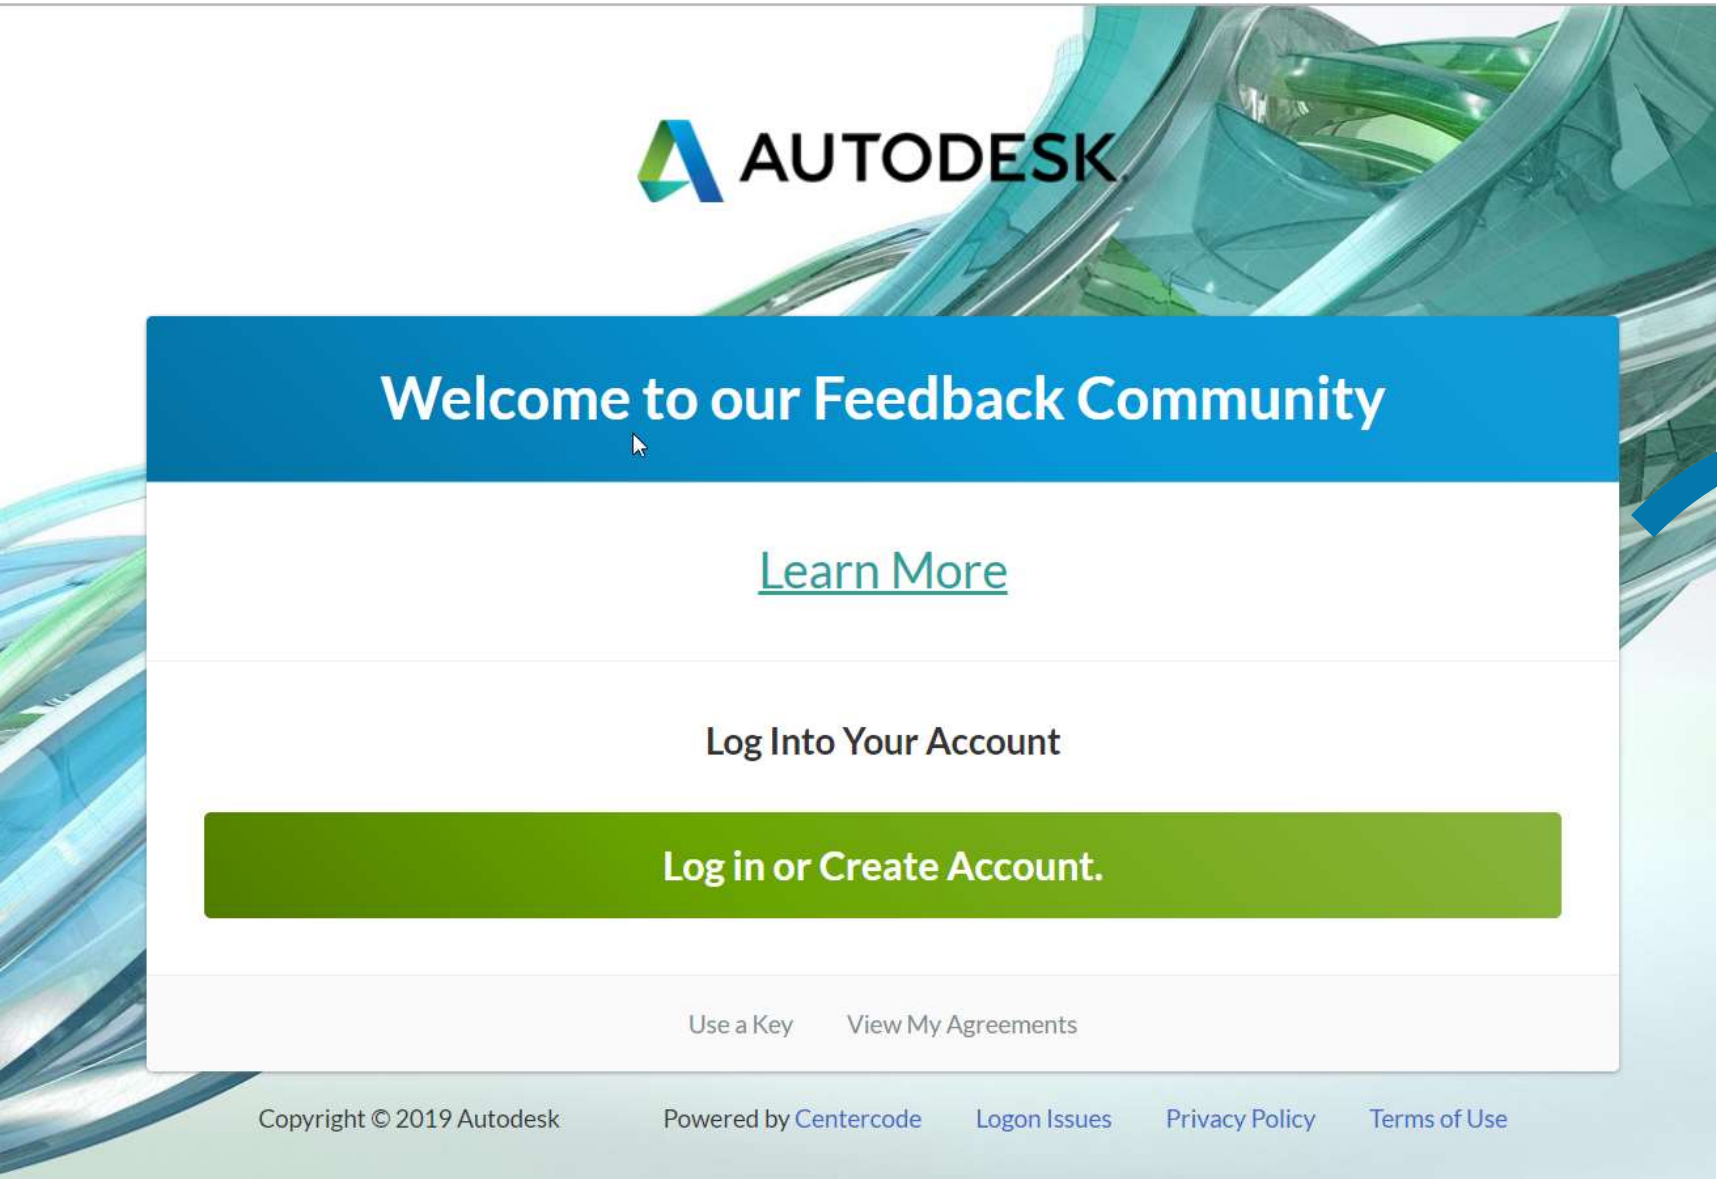 AUTODESK.
Welcome to our Feedback Community
Learn More
Log Into Your Account
Log in or Create Account.
Use a Key View My Agreements
Copyright © 2019 Autodesk Powered by Centercode Logon Issues Privacy Policy Terms of Use